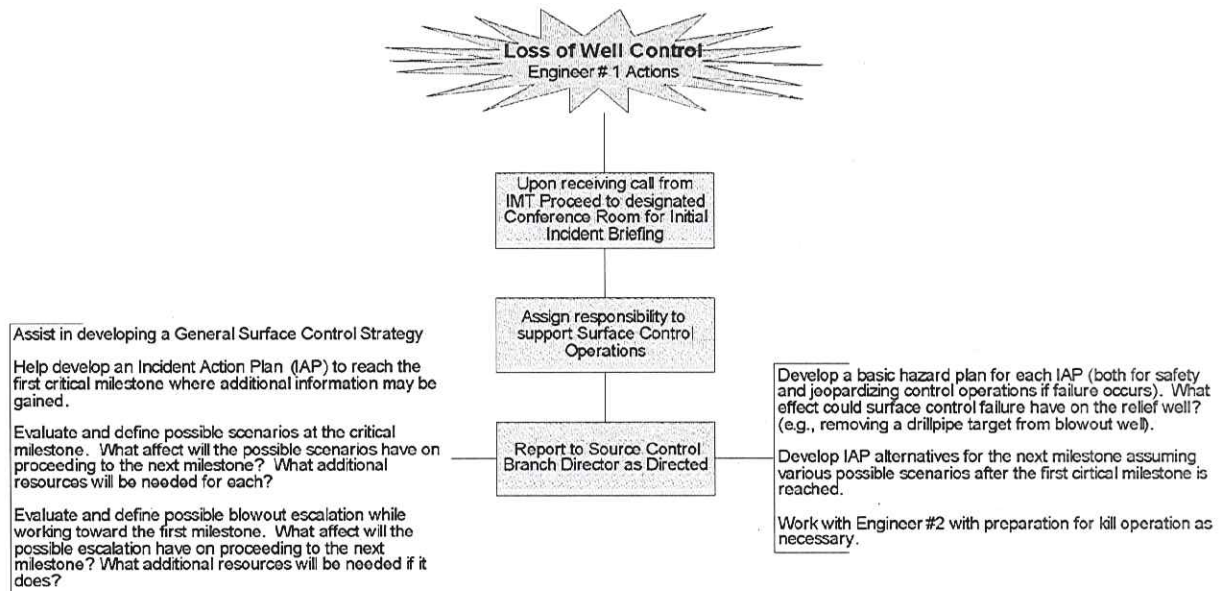 Loss of Well Control
Engineer # 1 Actions
Upon receiving call from
IMT Proceed to designated
Conference Room for Initial
Incident Briefing
Assign responsibility to
support Surface Control
Operations
Report to Source Control
Branch Director as Directed
Assist in developing a General Surface Control Strategy
Help develop an Incident Action Plan (IAP) to reach the
first critical milestone where additional information may be
gained.
Evaluate and define possible scenarios at the critical
milestone. What affect will the possible scenarios have on
proceeding to the next milestone? What additional
resources will be needed for each?
Evaluate and define possible blowout escalation while
working toward the first milestone. What affect will the
possible escalation have on proceeding to the next
milestone? What additional resources will be needed if it
does?
Develop a basic hazard plan for each IAP (both for safety
and jeopardizing control operations if failure occurs). What
effect could surface control failure have on the relief well?
(e.g., removing a drillpipe target from blowout well).
Develop IAP alternatives for the next milestone assuming
various possible scenarios after the first cirtical milestone is
reached.
Work with Engineer #2 with preparation for kill operation as
necessary.